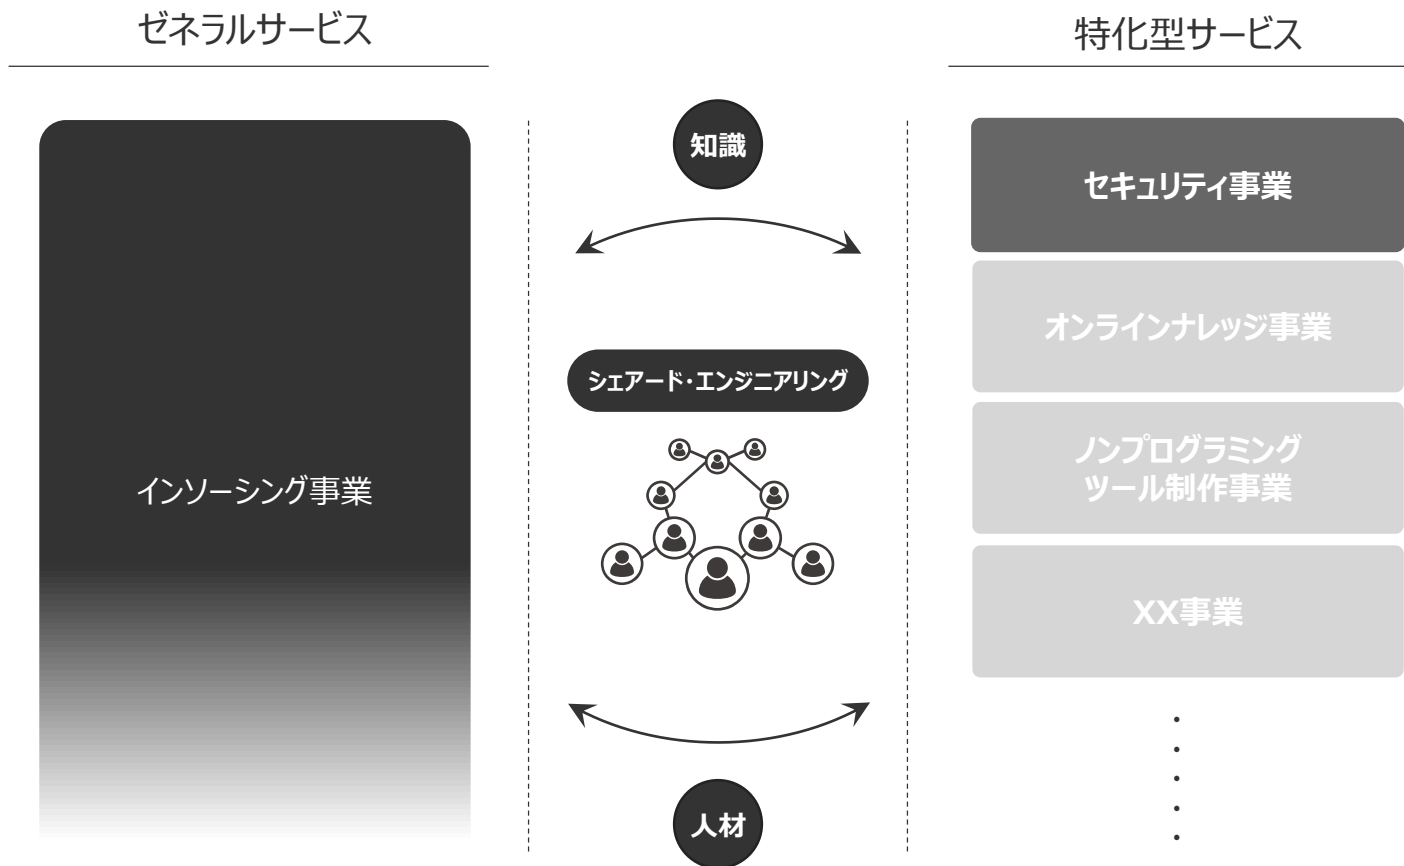 ゼネラルサービス
特化型サービス
知識
セキュリティ事業
オンラインナレッジ事業
シェアード・エンジニアリング
ノンプログラミング
ツール制作事業
インソーシング事業
XX事業
人材